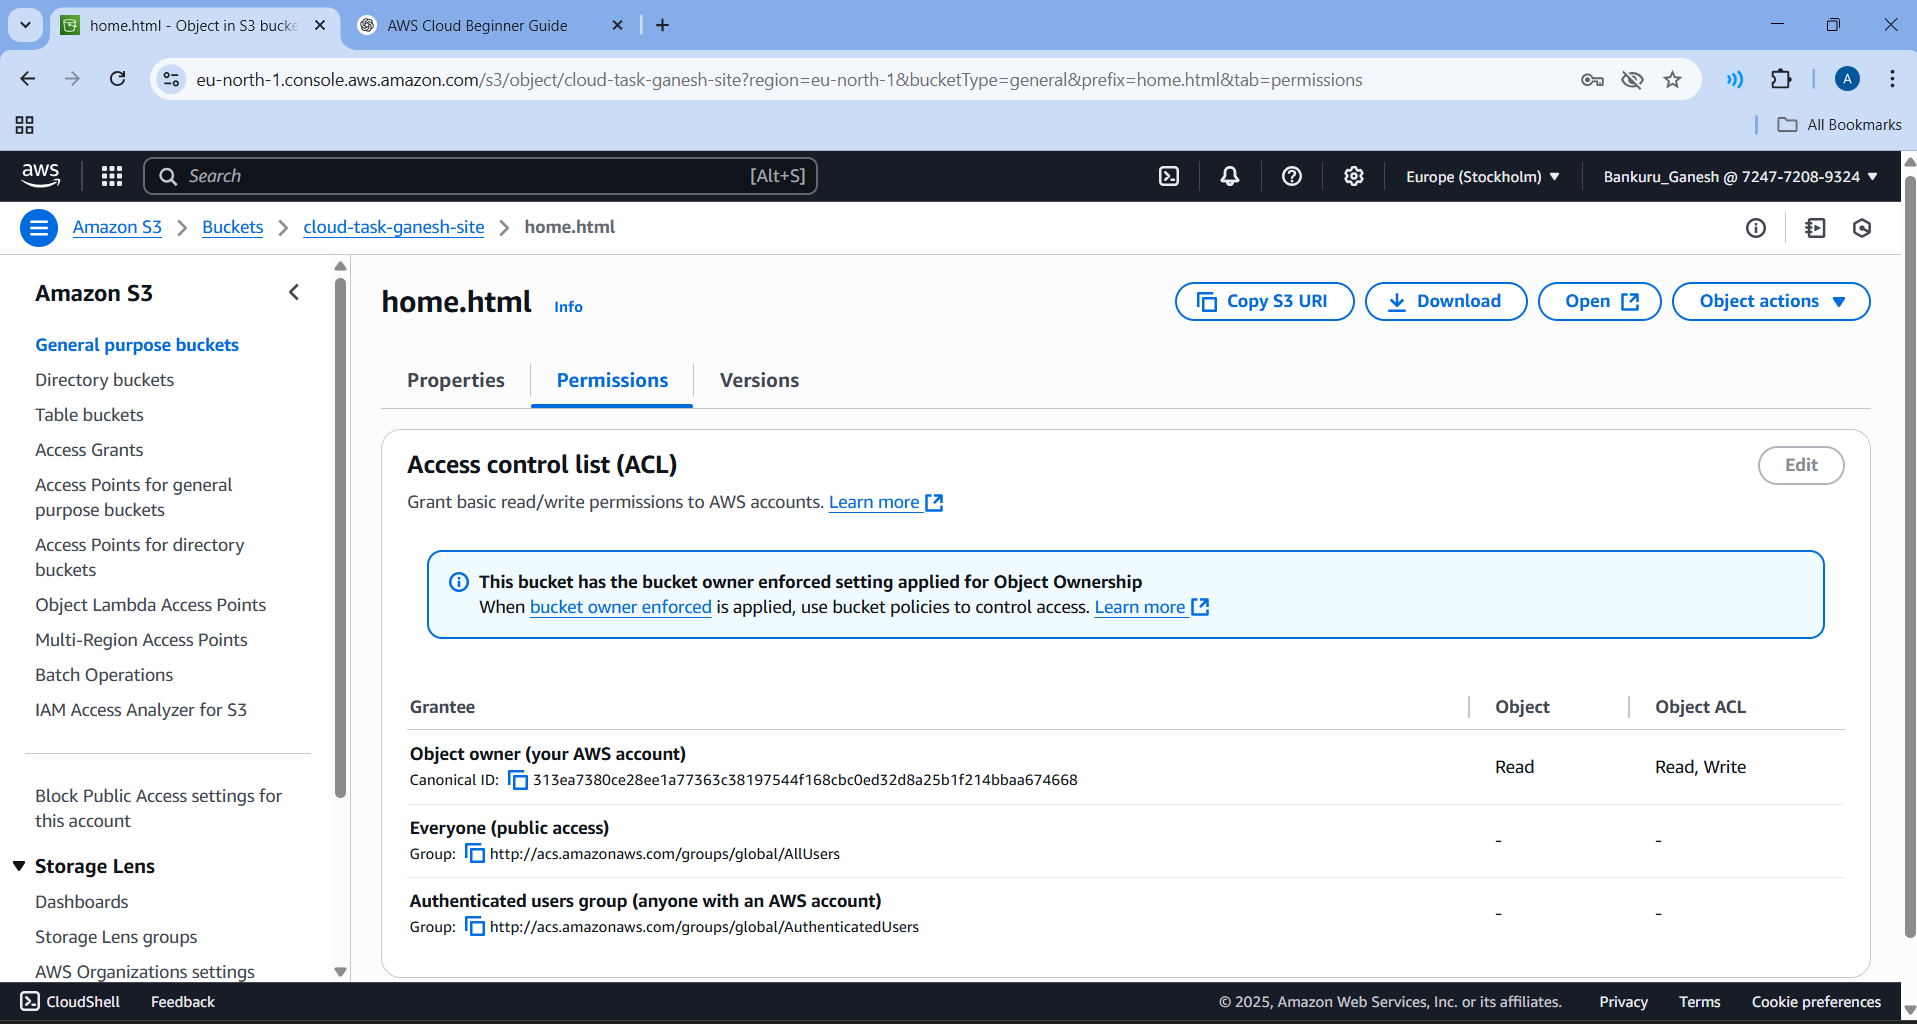 home.html - Object in S3 bucke
AWS Cloud Beginner Guide
eu-north-1.console.aws.amazon.com/s3/object/cloud-task-ganesh-site?region=eu-north-1&bucketType=general&prefix=home.html&tab=permissions
A
All Bookmarks
aws
Search
[Alt+S]
Europe (Stockholm)
Bankuru_Ganesh @ 7247-7208-9324
Amazon S3
Buckets
cloud-task-ganesh-site
home.html
Amazon S3
General purpose buckets
Directory buckets
Table buckets
Access Grants
Access Points for general
purpose buckets
Access Points for directory
buckets
Object Lambda Access Points
Multi-Region Access Points
Batch Operations
IAM Access Analyzer for S3
Block Public Access settings for
this account
Storage Lens
Dashboards
Storage Lens groups
AWS Organizations settings
home.html
Info
Copy S3 URI
Download
Open
Object actions
Properties
Permissions
Versions
Access control list (ACL)
Edit
Grant basic read/write permissions to AWS accounts. Learn more
This bucket has the bucket owner enforced setting applied for Object Ownership
When bucket owner enforced is applied, use bucket policies to control access. Learn more
Grantee
Object
Object ACL
Object owner (your AWS account)
Canonical ID: 313ea7380ce28ee1a77363c38197544f168cbc0ed32d8a25b1f214bbaa674668
Read
Read, Write
Everyone (public access)
Group: http://acs.amazonaws.com/groups/global/AllUsers
-
-
Authenticated users group (anyone with an AWS account)
Group: http://acs.amazonaws.com/groups/global/AuthenticatedUsers
-
-
CloudShell
Feedback
© 2025, Amazon Web Services, Inc. or its affiliates.
Privacy
Terms
Cookie preferences